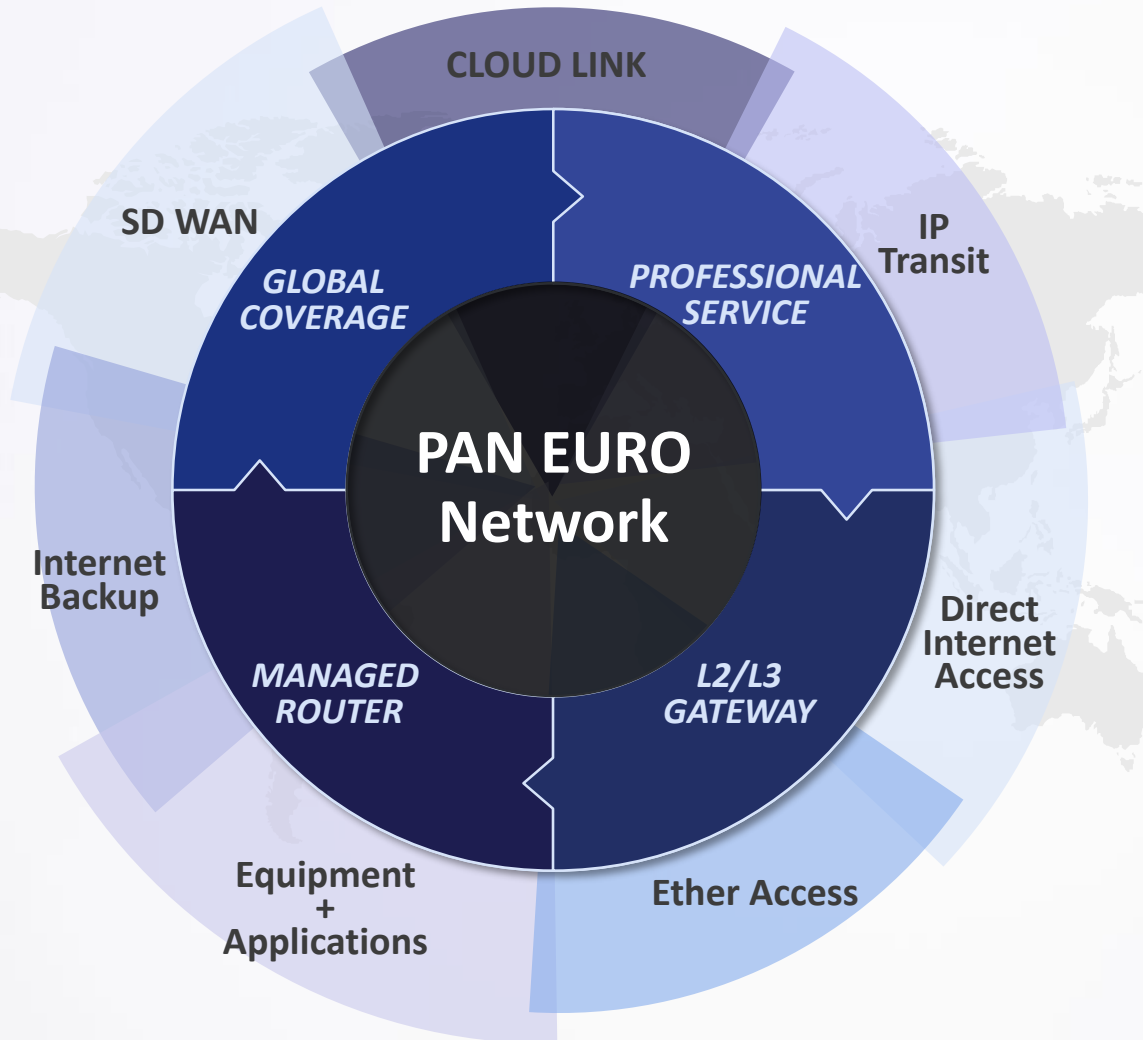 CLOUD LINK
SD WAN
IP
Transit
GLOBAL
COVERAGE
PROFESSIONAL
SERVICE
PAN EURO
Network
Internet
Backup
Direct
Internet
Access
MANAGED
ROUTER
L2/L3
GATEWAY
Equipment
+
Applications
Ether Access